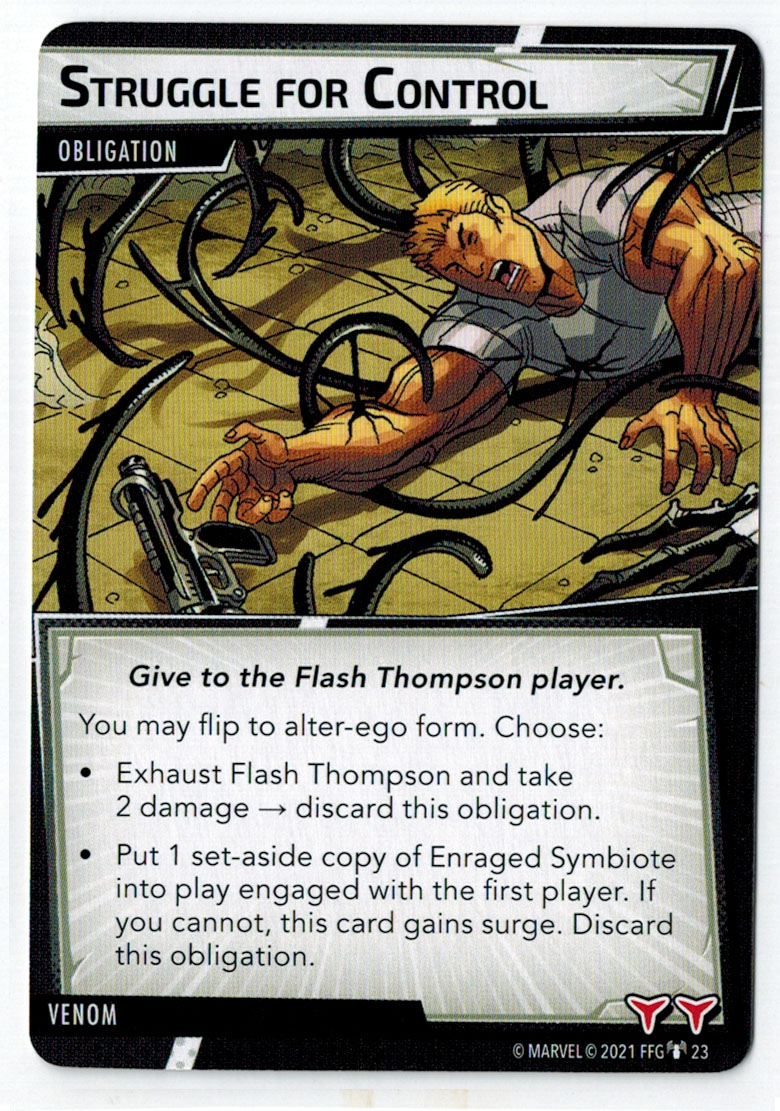 STRUGGLE FOR CONTROL
OBLIGATION
Give to the Flash Thompson player.
You may flip to alter-ego form. Choose:
• Exhaust Flash Thompson and take
2 damage → discard this obligation.
• Put 1 set-aside copy of Enraged Symbiote
into play engaged with the first player. If
you cannot, this card gains surge. Discard
this obligation.
VENOM
© MARVEL © 2021 FFG 23